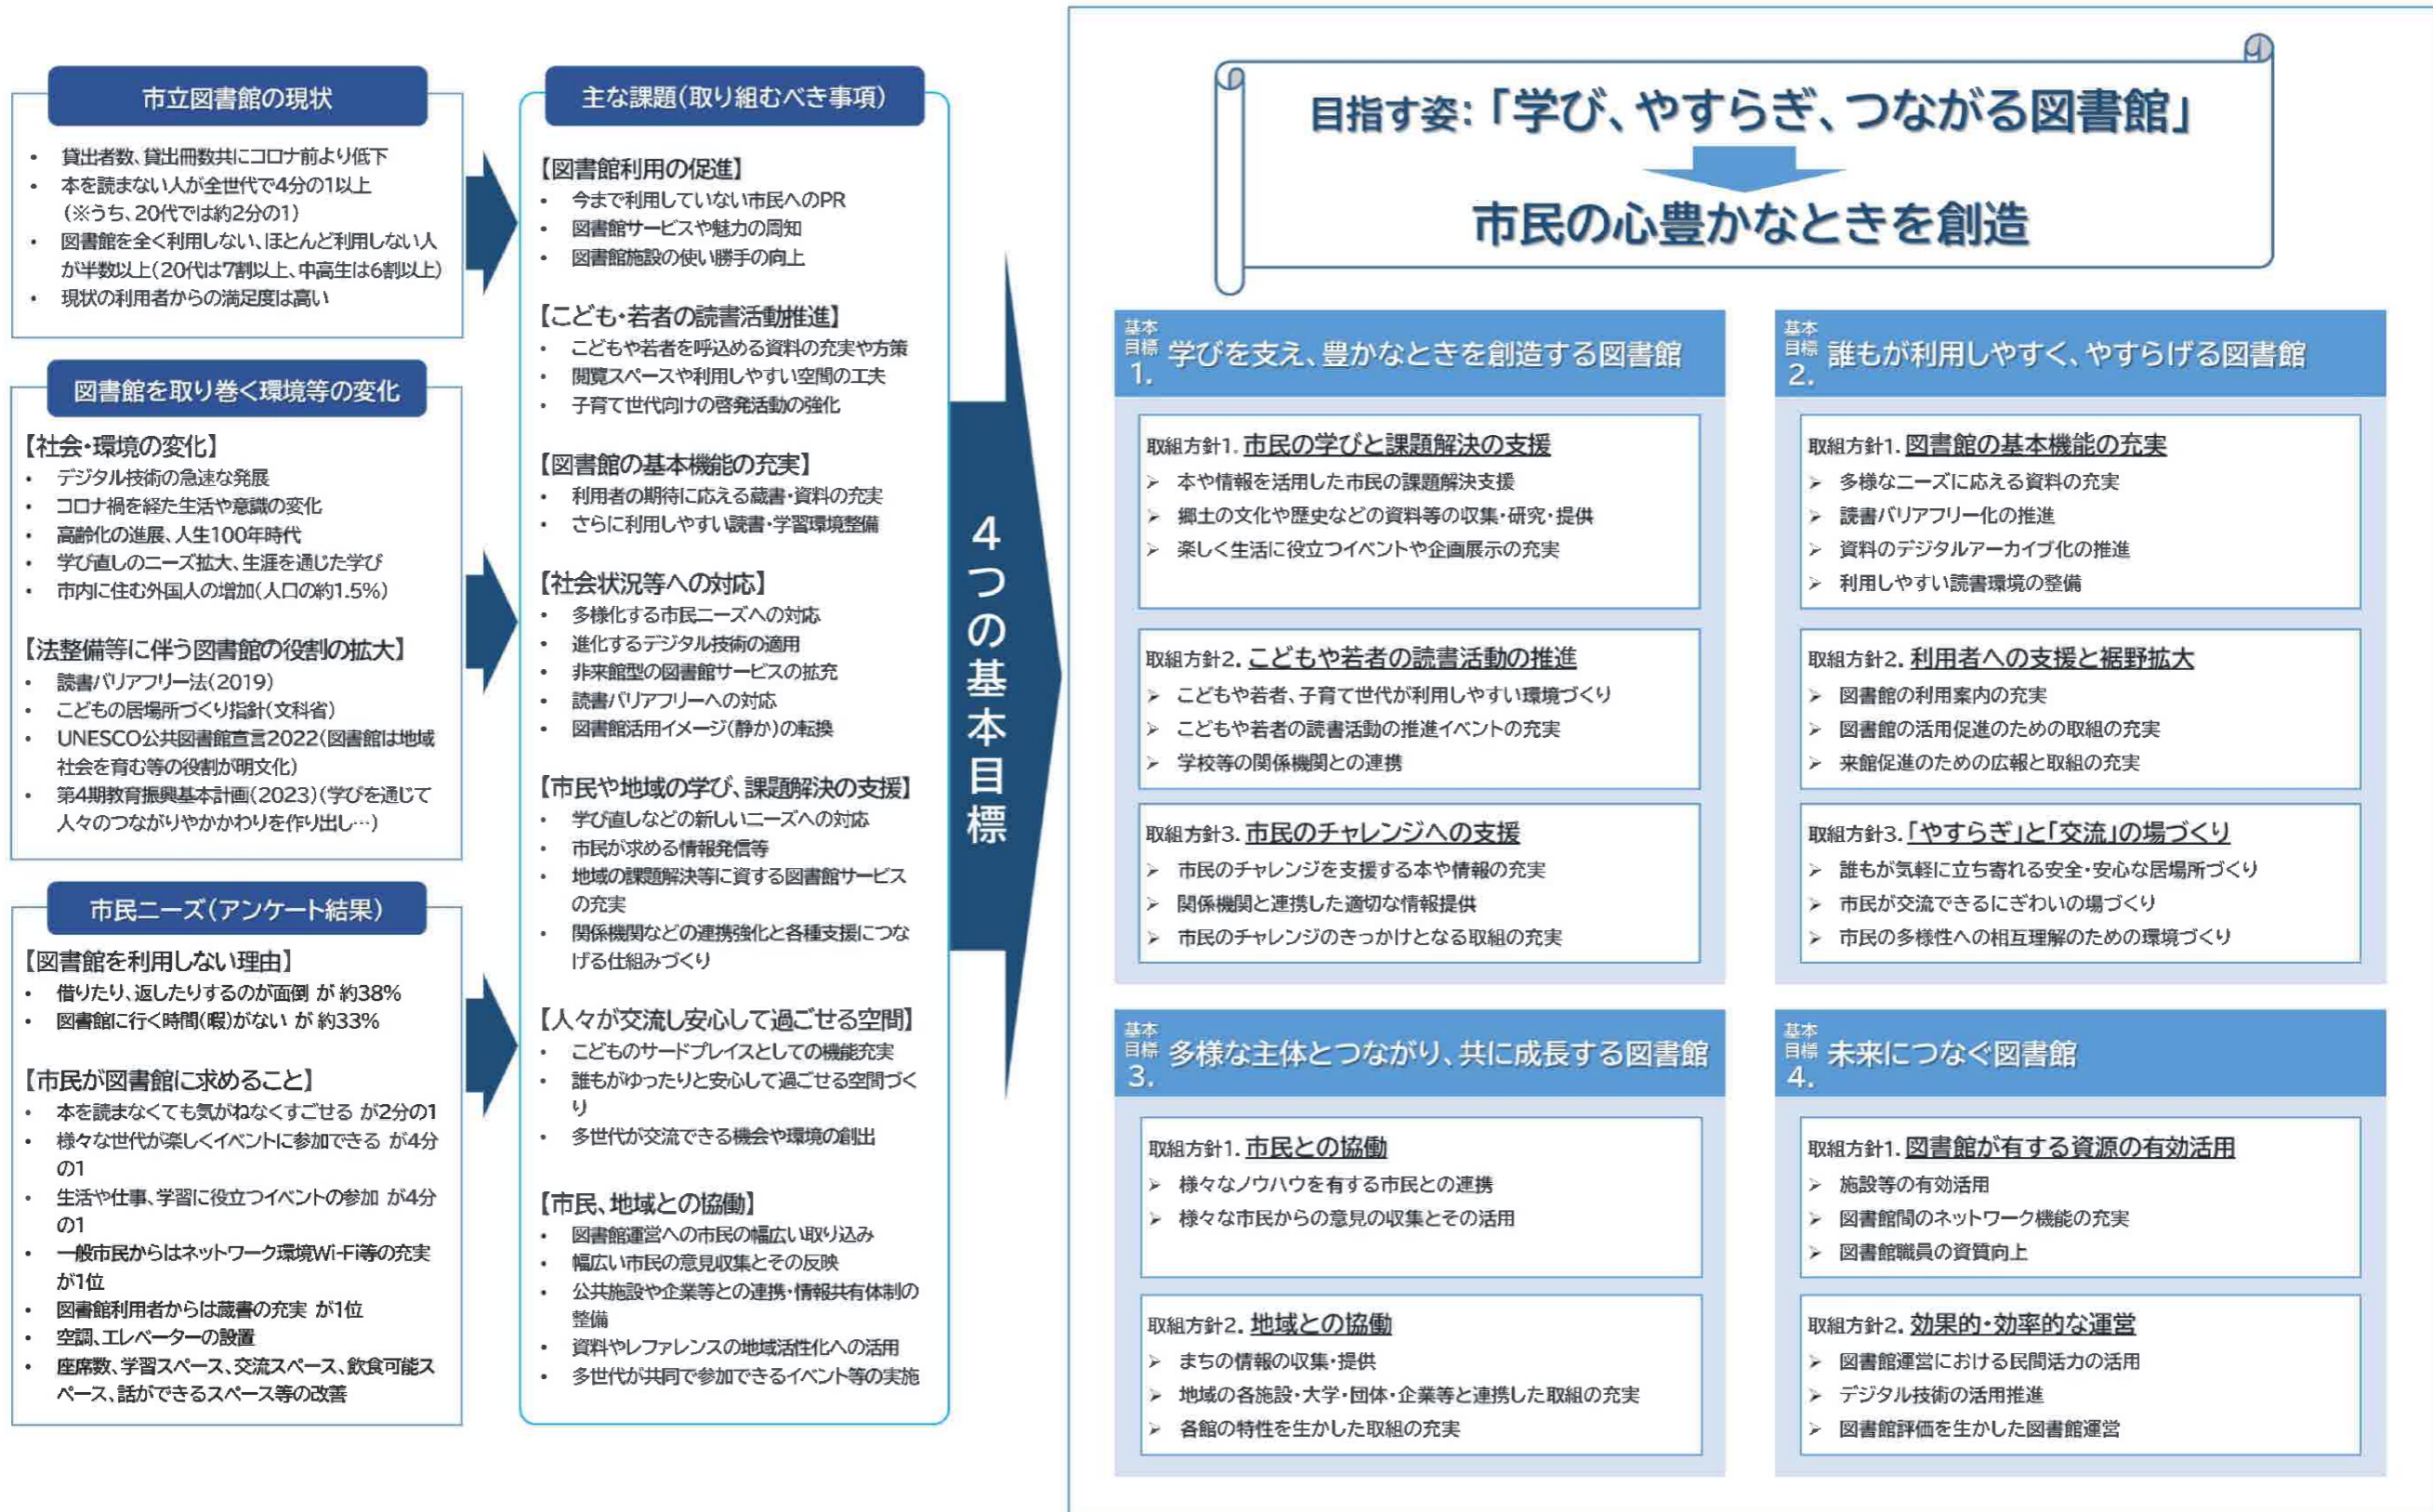 市立図書館の現状
• 貸出者数、貸出冊数共にコロナ前より低下
• 本を読まない人が全世代で4分の1以上
（※うち、20代では約2分の1）
• 図書館を全く利用しない、ほとんど利用しない人
が半数以上(20代は7割以上、中高生は6割以上)
• 現状の利用者からの満足度は高い
図書館を取り巻く環境等の変化
【社会・環境の変化】
• デジタル技術の急速な発展
• コロナ禍を経た生活や意識の変化
• 高齢化の進展、人生100年時代
• 学び直しのニーズ拡大、生涯を通じた学び
• 市内に住む外国人の増加(人口の約1.5%)
【法整備等に伴う図書館の役割の拡大】
• 読書バリアフリー法(2019)
• こどもの居場所づくり指針(文科省)
• UNESCO公共図書館宣言2022(図書館は地域
社会を育む等の役割が明文化)
• 第4期教育振興基本計画(2023)(学びを通じて
人々のつながりやかかわりを作り出し…)
市民ニーズ(アンケート結果)
【図書館を利用しない理由】
• 借りたり、返したりするのが面倒 が 約38%
• 図書館に行く時間(暇)がない が 約33%
【市民が図書館に求めること】
• 本を読まなくても気がねなくすごせる が2分の1
• 様々な世代が楽しくイベントに参加できる が4分
の1
• 生活や仕事、学習に役立つイベントの参加 が4分
の1
• 一般市民からはネットワーク環境Wi-Fi等の充実
が1位
• 図書館利用者からは蔵書の充実 が1位
• 空調、エレベーターの設置
• 座席数、学習スペース、交流スペース、飲食可能ス
ペース、話ができるスペース等の改善
主な課題(取り組むべき事項)
【図書館利用の促進】
• 今まで利用していない市民へのPR
• 図書館サービスや魅力の周知
• 図書館施設の使い勝手の向上
【こども・若者の読書活動推進】
• こどもや若者を呼込める資料の充実や方策
• 閲覧スペースや利用しやすい空間の工夫
• 子育て世代向けの啓発活動の強化
【図書館の基本機能の充実】
• 利用者の期待に応える蔵書・資料の充実
• さらに利用しやすい読書・学習環境整備
【社会状況等への対応】
• 多様化する市民ニーズへの対応
• 進化するデジタル技術の適用
• 非来館型の図書館サービスの拡充
• 読書バリアフリーへの対応
• 図書館活用イメージ(静か)の転換
【市民や地域の学び、課題解決の支援】
• 学び直しなどの新しいニーズへの対応
• 市民が求める情報発信等
• 地域の課題解決等に資する図書館サービス
の充実
• 関係機関などの連携強化と各種支援につな
げる仕組みづくり
【人々が交流し安心して過ごせる空間】
• こどものサードプレイスとしての機能充実
• 誰もがゆったりと安心して過ごせる空間づく
り
• 多世代が交流できる機会や環境の創出
【市民、地域との協働】
• 図書館運営への市民の幅広い取り込み
• 幅広い市民の意見収集とその反映
• 公共施設や企業等との連携・情報共有体制の
整備
• 資料やレファレンスの地域活性化への活用
• 多世代が共同で参加できるイベント等の実施
4つの基本目標
目指す姿：「学び、やすらぎ、つながる図書館」
市民の心豊かなときを創造
基本目標1. 学びを支え、豊かなときを創造する図書館
取組方針1. 市民の学びと課題解決の支援
➢ 本や情報を活用した市民の課題解決支援
➢ 郷土の文化や歴史などの資料等の収集・研究・提供
➢ 楽しく生活に役立つイベントや企画展示の充実
取組方針2. こどもや若者の読書活動の推進
➢ こどもや若者、子育て世代が利用しやすい環境づくり
➢ こどもや若者の読書活動の推進イベントの充実
➢ 学校等の関係機関との連携
取組方針3. 市民のチャレンジへの支援
➢ 市民のチャレンジを支援する本や情報の充実
➢ 関係機関と連携した適切な情報提供
➢ 市民のチャレンジのきっかけとなる取組の充実
基本目標2. 誰もが利用しやすく、やすらげる図書館
取組方針1. 図書館の基本機能の充実
➢ 多様なニーズに応える資料の充実
➢ 読書バリアフリー化の推進
➢ 資料のデジタルアーカイブ化の推進
➢ 利用しやすい読書環境の整備
取組方針2. 利用者への支援と裾野拡大
➢ 図書館の利用案内の充実
➢ 図書館の活用促進のための取組の充実
➢ 来館促進のための広報と取組の充実
取組方針3. 「やすらぎ」と「交流」の場づくり
➢ 誰もが気軽に立ち寄れる安全・安心な居場所づくり
➢ 市民が交流できるにぎわいの場づくり
➢ 市民の多様性への相互理解のための環境づくり
基本目標3. 多様な主体とつながり、共に成長する図書館
取組方針1. 市民との協働
➢ 様々なノウハウを有する市民との連携
➢ 様々な市民からの意見の収集とその活用
取組方針2. 地域との協働
➢ まちの情報の収集・提供
➢ 地域の各施設・大学・団体・企業等と連携した取組の充実
➢ 各館の特性を生かした取組の充実
基本目標4. 未来につなぐ図書館
取組方針1. 図書館が有する資源の有効活用
➢ 施設等の有効活用
➢ 図書館間のネットワーク機能の充実
➢ 図書館職員の資質向上
取組方針2. 効果的・効率的な運営
➢ 図書館運営における民間活力の活用
➢ デジタル技術の活用推進
➢ 図書館評価を生かした図書館運営